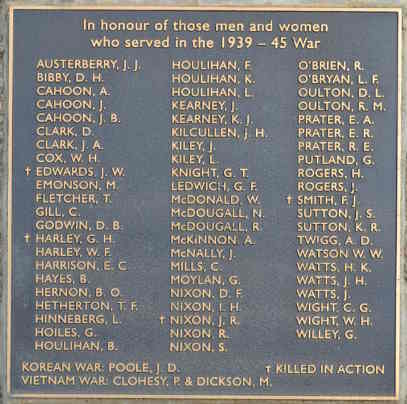 In honour of those men and women
who served in the 1939 – 45 War
AUSTERBERRY, J. J.
BIBBY, D. H.
CAHOON, A.
CAHOON, J.
CAHOON, J. B.
CLARK, D.
CLARK, J. A.
COX, W. H.
† EDWARDS, J. W.
EMONSON, M.
FLETCHER, T.
GILL, C.
GODWIN, D. B.
† HARLEY, G. H.
HARLEY, W. F.
HARRISON, E. C.
HAYES, B.
HERNON, B. O.
HETHERTON, T. F.
HINNEBERG, L.
HOILES, G.
HOULIHAN, B.
HOULIHAN, F.
HOULIHAN, K.
HOULIHAN, L.
KEARNEY, J.
KEARNEY, K. J.
KILCULLEN, J. H.
KILEY, J.
KILEY, L.
KNIGHT, G. T.
LEDWICH, G. F.
McDONALD, W.
McDOUGALL, N.
McDOUGALL, R.
McKINNON, A.
McNALLY, J.
MILLS, C.
MOYLAN, G.
NIXON, D. F.
NIXON, I. H.
† NIXON, J. R.
NIXON, R.
NIXON, S.
O'BRIEN, R.
O'BRYAN, L. F.
OULTON, D. L.
OULTON, R. M.
PRATER, E. A.
PRATER, E. R.
PRATER, R. E.
PUTLAND, G.
ROGERS, H.
ROGERS, J.
† SMITH, F. J.
SUTTON, J. S.
SUTTON, K. R.
TWIGG, A. D.
WATSON W. W.
WATTS, H. K.
WATTS, J. H.
WATTS, J.
WIGHT, C. G.
WIGHT, W. H.
WILLEY, G.
KOREAN WAR: POOLE, J. D.
† KILLED IN ACTION
VIETNAM WAR: CLOHESY, P. & DICKSON, M.